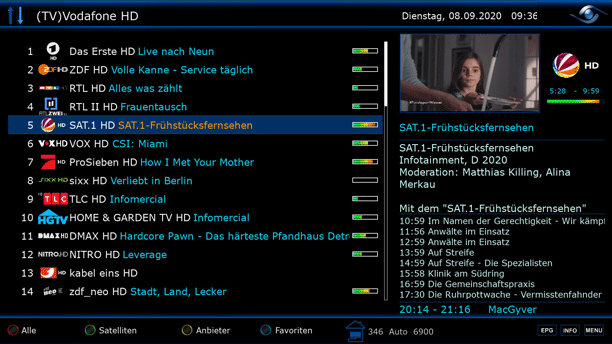 (TV)Vodafone HD
Dienstag, 08.09.2020 09:36
1 Das Erste HD Live nach Neun
2 ZDF HD Volle Kanne - Service täglich
3 RTL HD Alles was zählt
4 RTL II HD Frauentausch
5 SAT.1 HD SAT.1-Frühstücksfernsehen
6 VOX HD CSI: Miami
7 ProSieben HD How I Met Your Mother
8 sixx HD Verliebt in Berlin
9 TLC HD Infomercial
10 HOME & GARDEN TV HD Infomercial
11 DMAX HD Hardcore Pawn - Das härteste Pfandhaus Detr
12 NITRO HD Leverage
13 kabel eins HD
14 zdf_neo HD Stadt, Land, Lecker
HD
5:28 - 9:59
SAT.1-Frühstücksfernsehen
SAT.1-Frühstücksfernsehen
Infotainment, D 2020
Moderation: Matthias Killing, Alina
Merkau
Mit dem "SAT.1-Frühstücksfernsehen"
10:59 Im Namen der Gerechtigkeit - Wir kämpf
11:56 Anwälte im Einsatz
12:59 Anwälte im Einsatz
13:59 Auf Streife
14:59 Auf Streife - Die Spezialisten
15:58 Klinik am Südring
16:59 Die Gemeinschaftspraxis
17:30 Die Ruhrpottwache - Vermisstenfahnder
20:14 - 21:16 MacGyver
Alle
Satelliten
Anbieter
Favoriten
346 Auto 6900
EPG INFO MENU